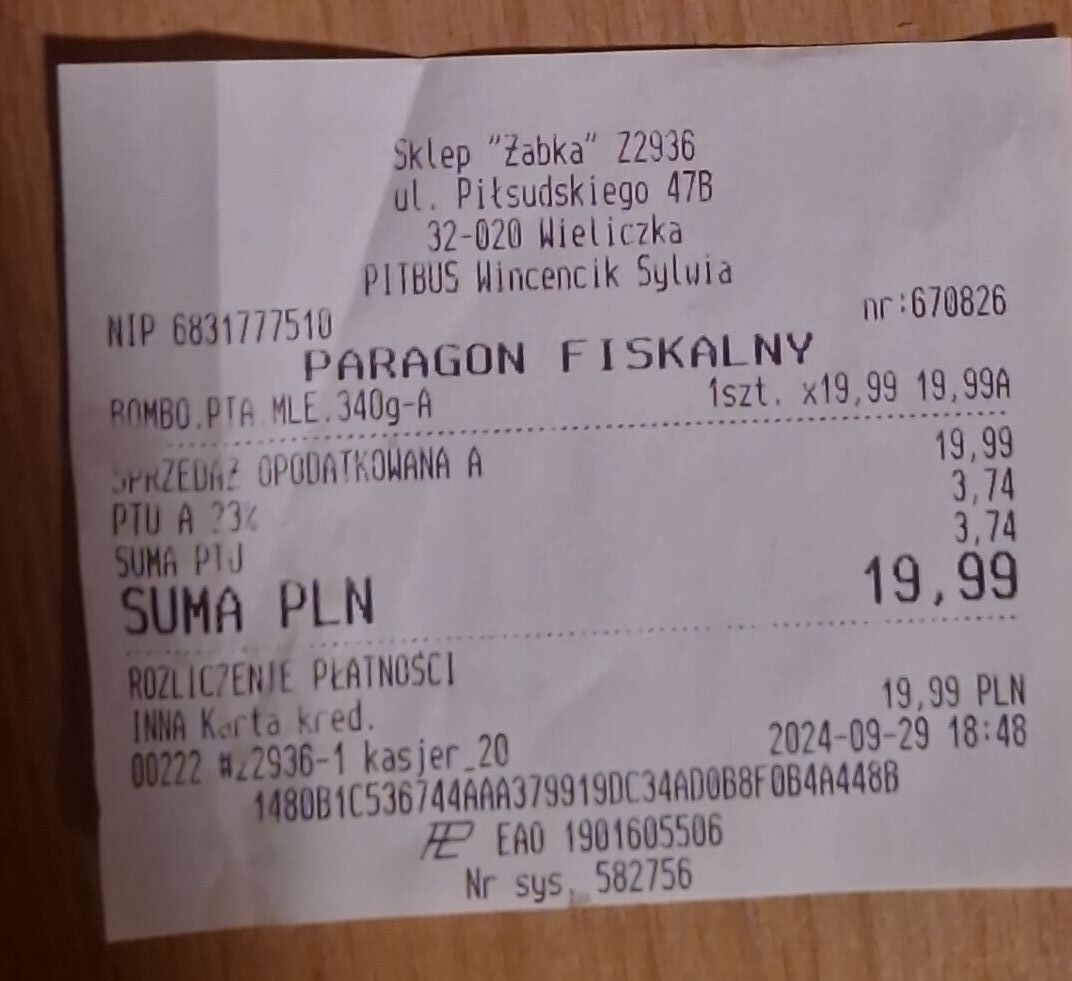 Sklep "Żabka" Z2936
ul. Piłsudskiego 47B
32-020 Wieliczka
PITBUS Wincencik Sylwia
NIP 6831777510 nr:670826
PARAGON FISKALNY
BOMBO.PTA.MLE.340g-A 1szt. x19,99 19,99A
SPRZEDAŻ OPODATKOWANA A 19,99
PTU A 23% 3,74
SUMA PTU 3,74
SUMA PLN 19,99
ROZLICZENIE PŁATNOŚCI
INNA Karta kred. 19,99 PLN
00222 #Z2936-1 kasjer_20 2024-09-29 18:48
1480B1C536744AAA379919DC34AD0B8F0B4A448B
EAO 1901605506
Nr sys. 582756